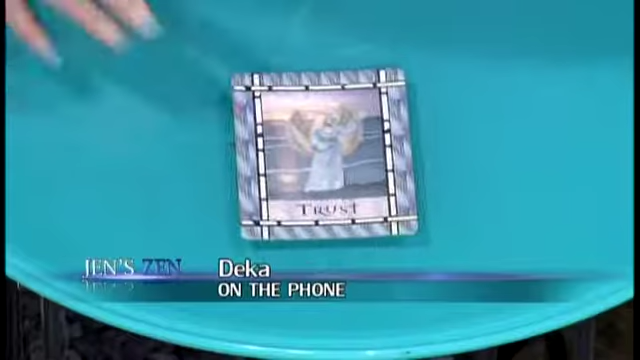 TRUST
JEN'S ZEN
Deka
ON THE PHONE